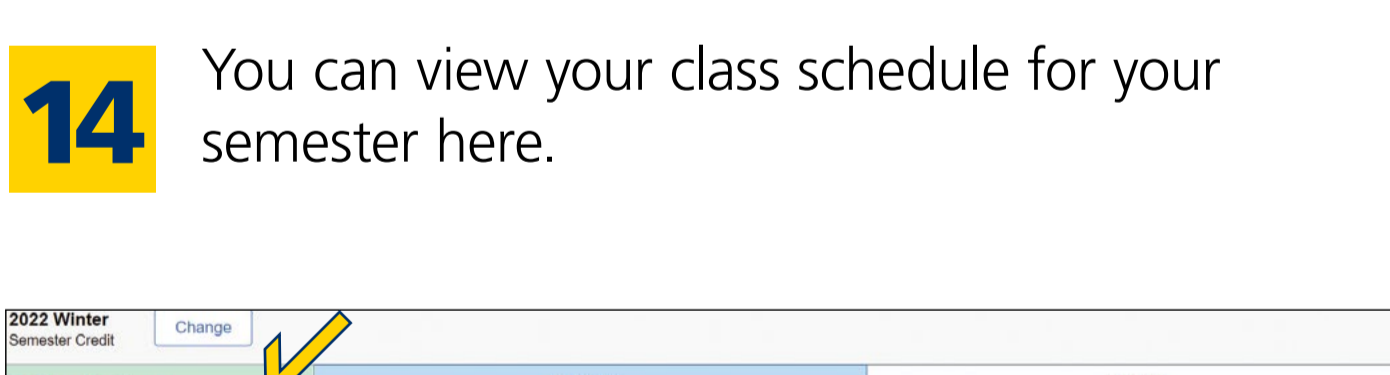 14
You can view your class schedule for your
semester here.
2022 Winter
Change
Semester Credit